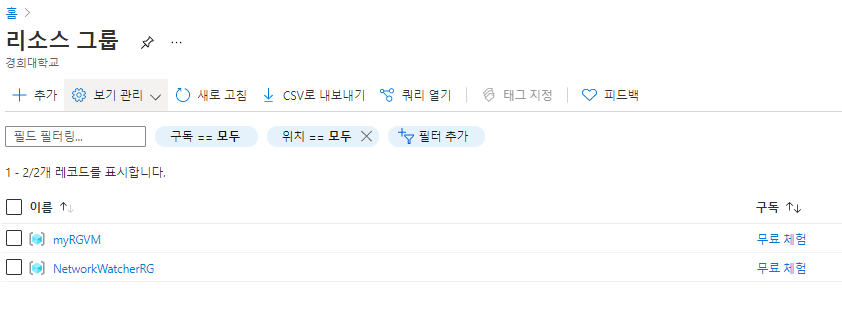 홈
리소스 그룹 ...
경희대학교
추가 보기 관리 새로 고침 CSV로 내보내기 쿼리 열기 태그 지정 피드백
필드 필터링... 구독 == 모두 위치 == 모두 필터 추가
1 - 2/2개 레코드를 표시합니다.
이름 구독
myRGVM 무료 체험
NetworkWatcherRG 무료 체험